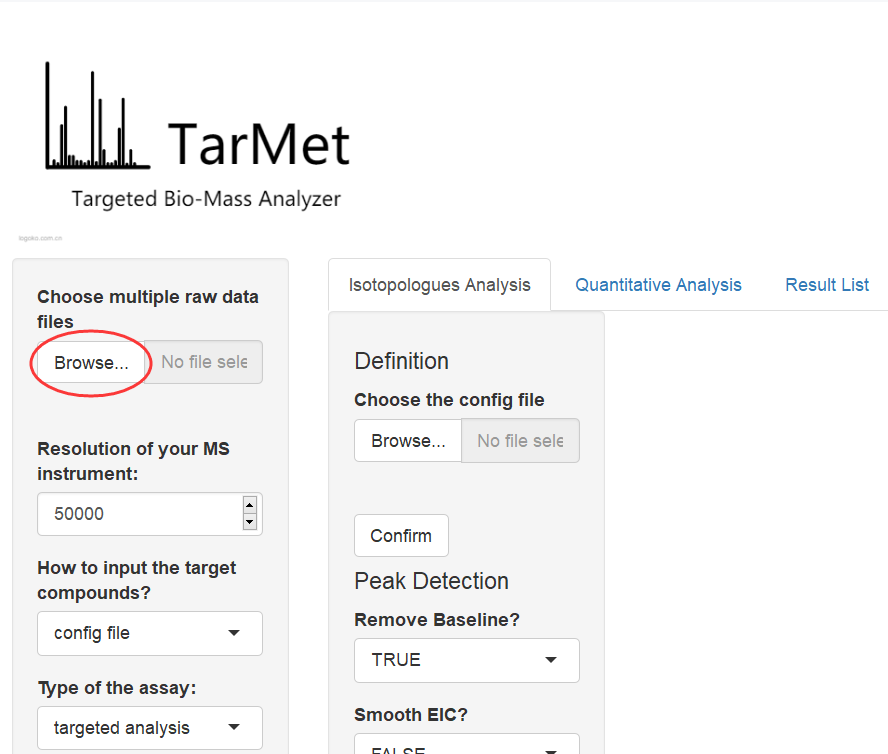 TarMet
Targeted Bio-Mass Analyzer
logoko.com.cn
Choose multiple raw data
files
Browse...
No file sele
Resolution of your MS
instrument:
50000
How to input the target
compounds?
config file
Type of the assay:
targeted analysis
Isotopologues Analysis
Quantitative Analysis
Result List
Definition
Choose the config file
Browse...
No file sele
Confirm
Peak Detection
Remove Baseline?
TRUE
Smooth EIC?
FALSE